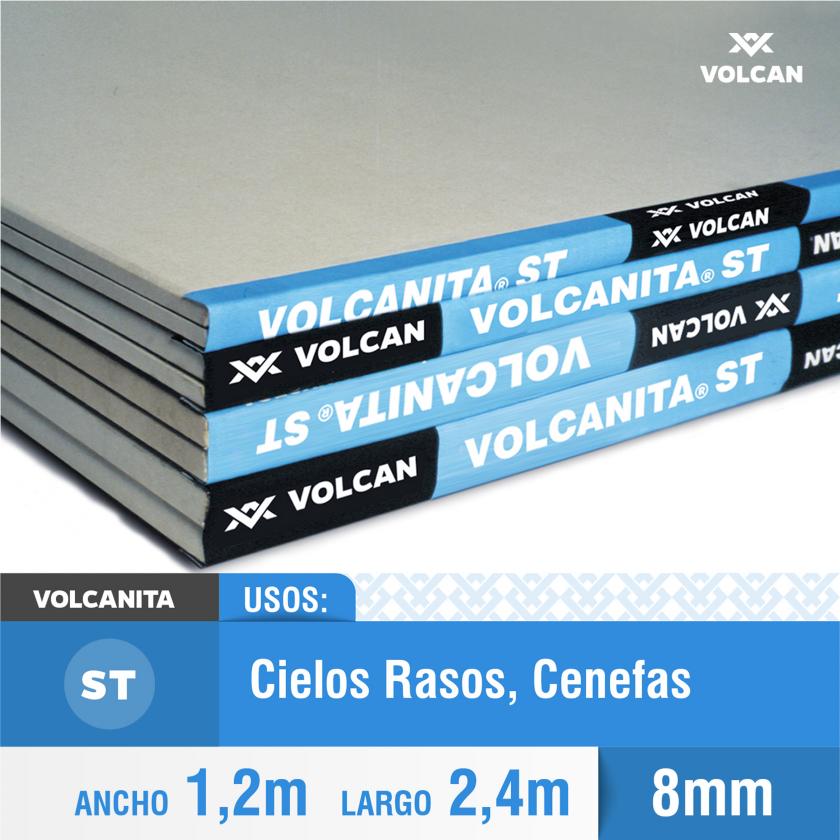 VOLCAN
VOLCAN
VOLCAN
VOLCANITA® ST
VOLCANITA® ST
VOLCAN
VOLCAN
VOLCANITA® ST
VOLCANITA® ST
VOLCAN
VOLCANITA
USOS:
ST
Cielos Rasos, Cenefas
ANCHO 1,2m LARGO 2,4m 8mm